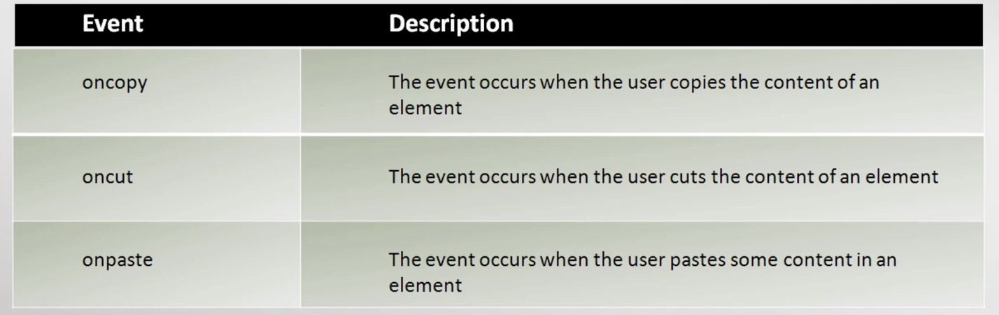 Event Description
oncopy The event occurs when the user copies the content of an
element
oncut The event occurs when the user cuts the content of an element
onpaste The event occurs when the user pastes some content in an
element